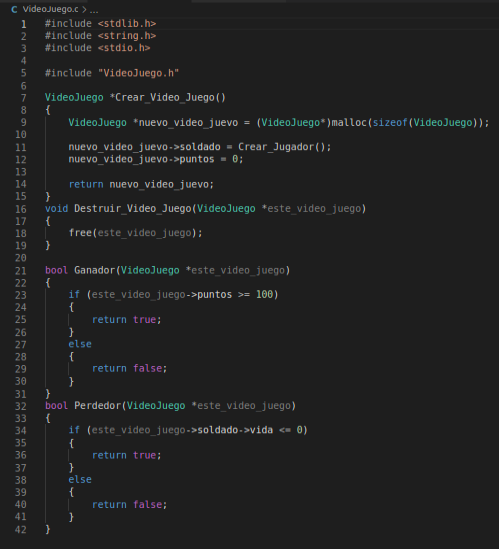 C VideoJuego.c > ...
1 #include <stdlib.h>
2 #include <string.h>
3 #include <stdio.h>
4
5 #include "VideoJuego.h"
6
7 VideoJuego *Crear_Video_Juego()
8 {
9 VideoJuego *nuevo_video_juevo = (VideoJuego*)malloc(sizeof(VideoJuego));
10
11 nuevo_video_juevo->soldado = Crear_Jugador();
12 nuevo_video_juevo->puntos = 0;
13
14 return nuevo_video_juevo;
15 }
16 void Destruir_Video_Juego(VideoJuego *este_video_juego)
17 {
18 free(este_video_juego);
19 }
20
21 bool Ganador(VideoJuego *este_video_juego)
22 {
23 if (este_video_juego->puntos >= 100)
24 {
25 return true;
26 }
27 else
28 {
29 return false;
30 }
31 }
32 bool Perdedor(VideoJuego *este_video_juego)
33 {
34 if (este_video_juego->soldado->vida <= 0)
35 {
36 return true;
37 }
38 else
39 {
40 return false;
41 }
42 }